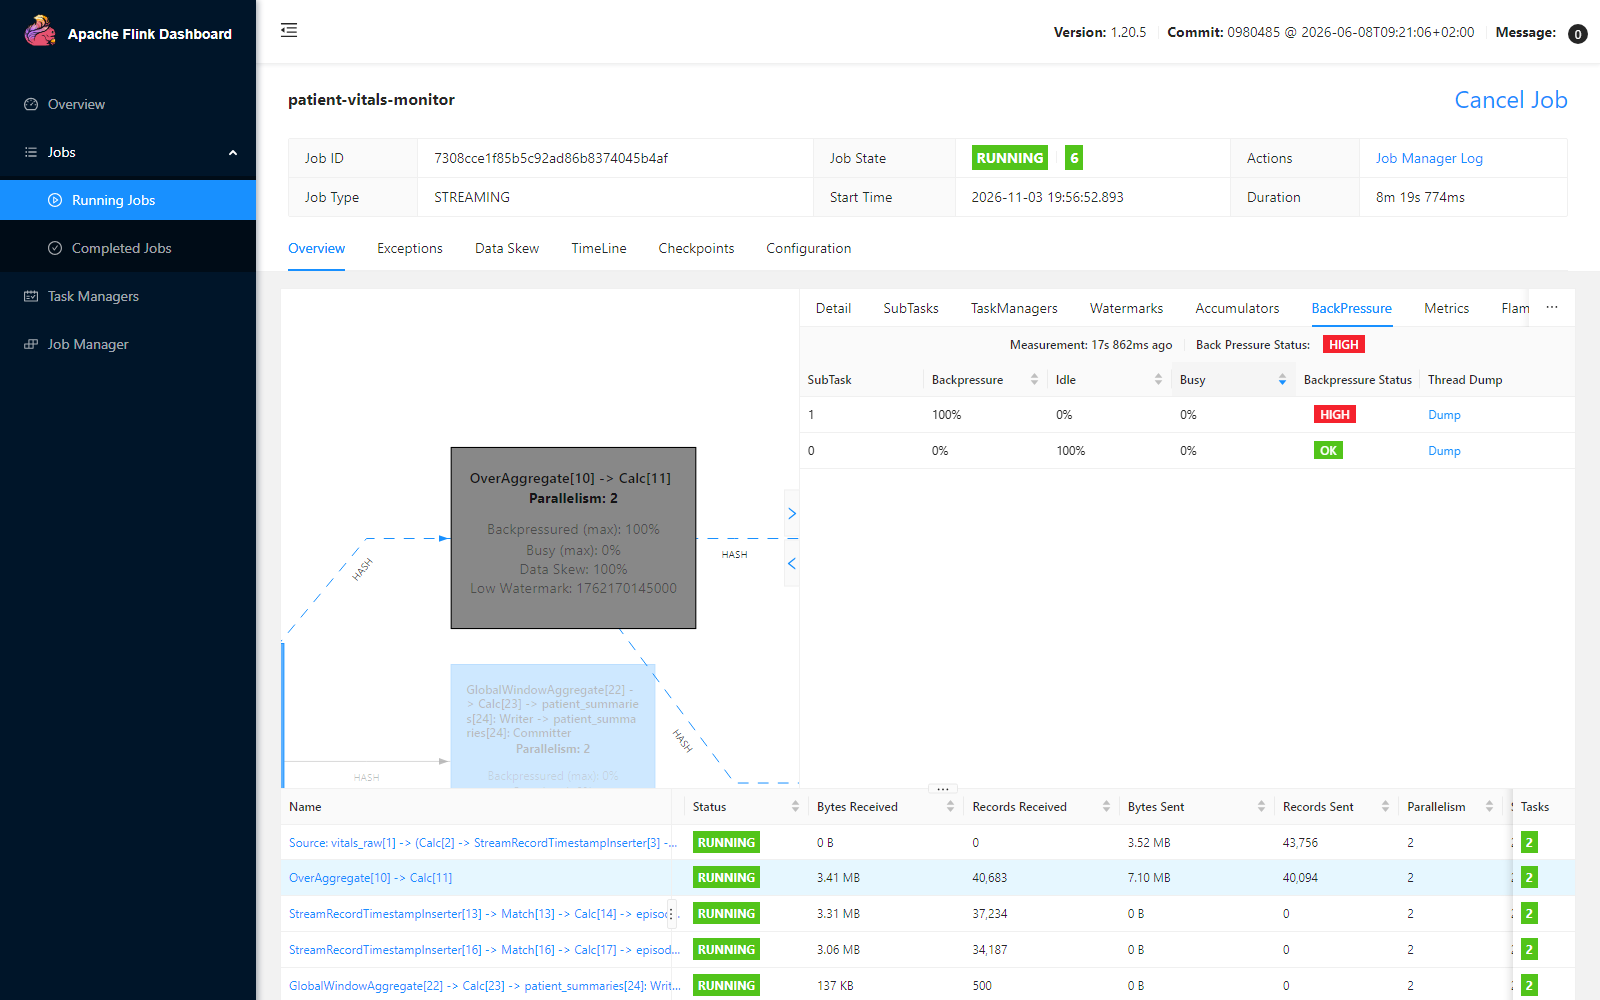 Apache Flink Dashboard
Version: 1.20.5 Commit: 0980485 @ 2026-06-08T09:21:06+02:00 Message: 0
Overview
Jobs
Running Jobs
Completed Jobs
Task Managers
Job Manager
patient-vitals-monitor
Cancel Job
Job ID 7308cce1f85b5c92ad86b8374045b4af Job State RUNNING 6 Actions Job Manager Log
Job Type STREAMING Start Time 2026-11-03 19:56:52.893 Duration 8m 19s 774ms
Overview Exceptions Data Skew TimeLine Checkpoints Configuration
Detail SubTasks TaskManagers Watermarks Accumulators BackPressure Metrics Flam ...
Measurement: 17s 862ms ago Back Pressure Status: HIGH
SubTask Backpressure Idle Busy Backpressure Status Thread Dump
1 100% 0% 0% HIGH Dump
0 0% 100% 0% OK Dump
OverAggregate[10] -> Calc[11]
Parallelism: 2
Backpressured (max): 100%
Busy (max): 0%
Data Skew: 100%
Low Watermark: 1762170145000
HASH
HASH
GlobalWindowAggregate[22] -
> Calc[23] -> patient_summarie
s[24]: Writer -> patient_summa
ries[24]: Committer
Parallelism: 2
Backpressured (max): 0%
HASH
HASH
Name Status Bytes Received Records Received Bytes Sent Records Sent Parallelism Tasks
Source: vitals_raw[1] -> (Calc[2] -> StreamRecordTimestampInserter[3] -... RUNNING 0 B 0 3.52 MB 43,756 2 2
OverAggregate[10] -> Calc[11] RUNNING 3.41 MB 40,683 7.10 MB 40,094 2 2
StreamRecordTimestampInserter[13] -> Match[13] -> Calc[14] -> episod... RUNNING 3.31 MB 37,234 0 B 0 2 2
StreamRecordTimestampInserter[16] -> Match[16] -> Calc[17] -> episod... RUNNING 3.06 MB 34,187 0 B 0 2 2
GlobalWindowAggregate[22] -> Calc[23] -> patient_summaries[24]: Writ... RUNNING 137 KB 500 0 B 0 2 2